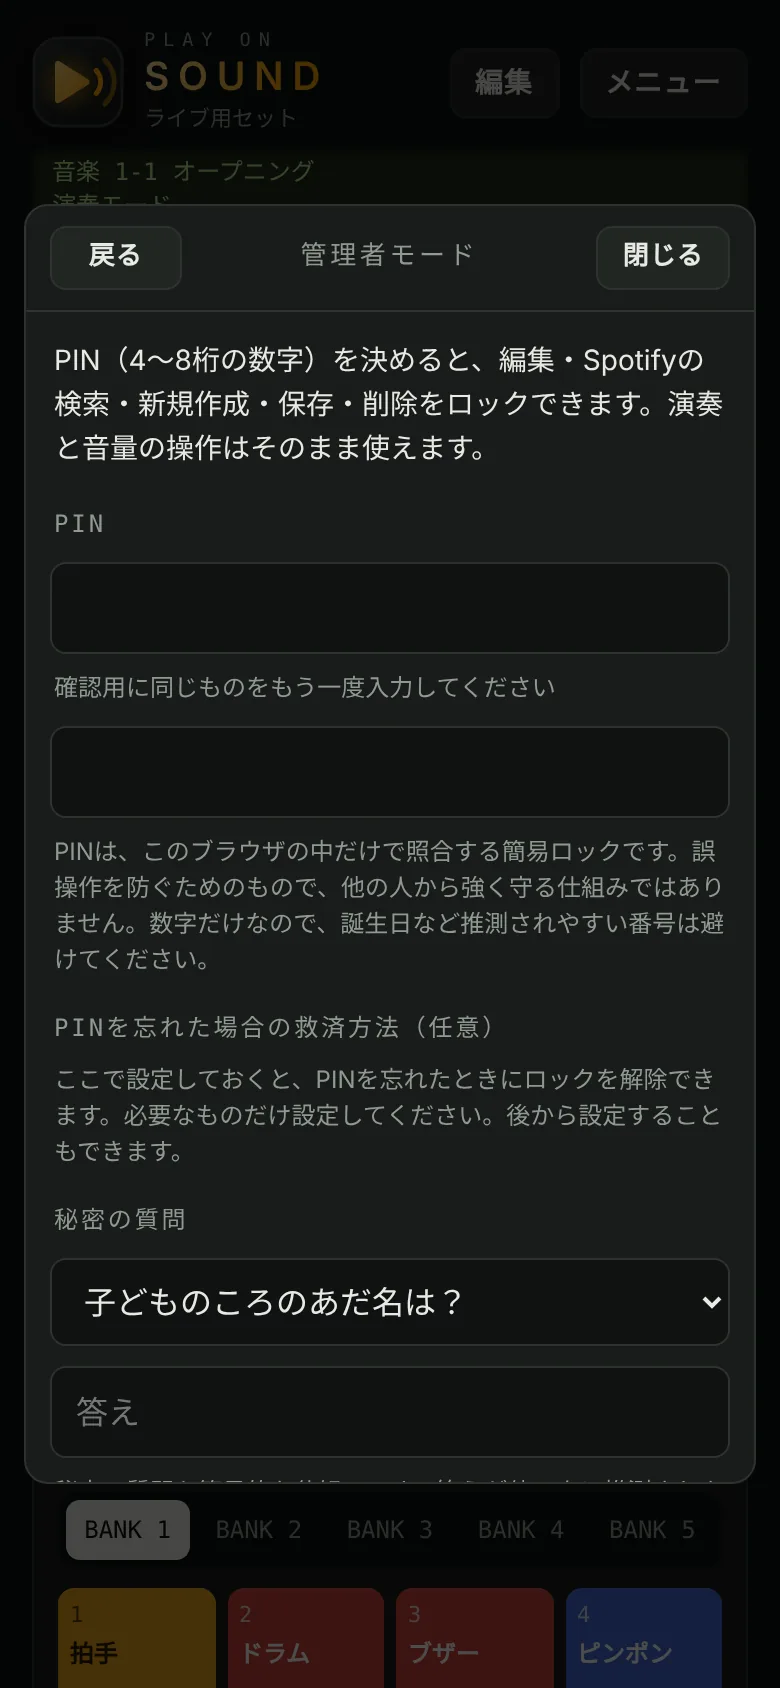 PLAY ON
SOUND
ライブ用セット
編集
メニュー
音楽 1-1 オープニング
演奏モード
戻る
管理者モード
閉じる
PIN（4〜8桁の数字）を決めると、編集・Spotifyの
検索・新規作成・保存・削除をロックできます。演奏
と音量の操作はそのまま使えます。
PIN
確認用に同じものをもう一度入力してください
PINは、このブラウザの中だけで照合する簡易ロックです。誤
操作を防ぐためのもので、他の人から強く守る仕組みではあり
ません。数字だけなので、誕生日など推測されやすい番号は避
けてください。
PINを忘れた場合の救済方法（任意）
ここで設定しておくと、PINを忘れたときにロックを解除でき
ます。必要なものだけ設定してください。後から設定すること
もできます。
秘密の質問
子どものころのあだ名は？
答え
BANK 1
BANK 2
BANK 3
BANK 4
BANK 5
1
拍手
2
ドラム
3
ブザー
4
ピンポン